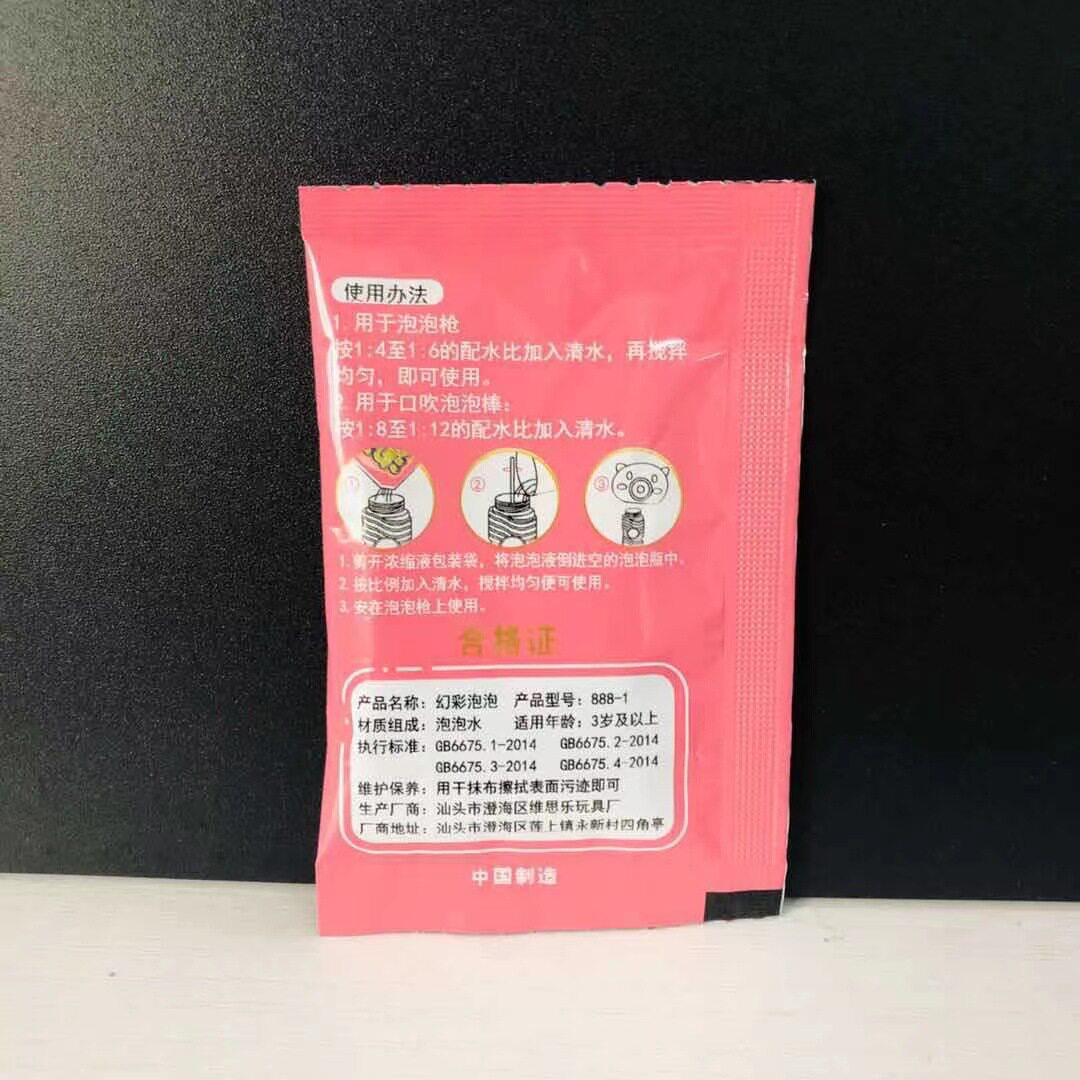 使用办法
1.用于泡泡枪
按1:4至1:6的配水比加入清水，再搅拌
均匀，即可使用。
2.用于口吹泡泡棒：
按1:8至1:12的配水比加入清水。
① ② ③
1.剪开浓缩液包装袋，将泡泡液倒进空的泡泡瓶中。
2.按比例加入清水，搅拌均匀便可使用。
3.安在泡泡枪上使用。
合格证
产品名称：幻彩泡泡 产品型号：888-1
材质组成：泡泡水 适用年龄：3岁及以上
执行标准：GB6675.1-2014 GB6675.2-2014
GB6675.3-2014 GB6675.4-2014
维护保养：用干抹布擦拭表面污迹即可
生产厂商：汕头市澄海区维思乐玩具厂
厂商地址：汕头市澄海区莲上镇永新村四角亭
中国制造